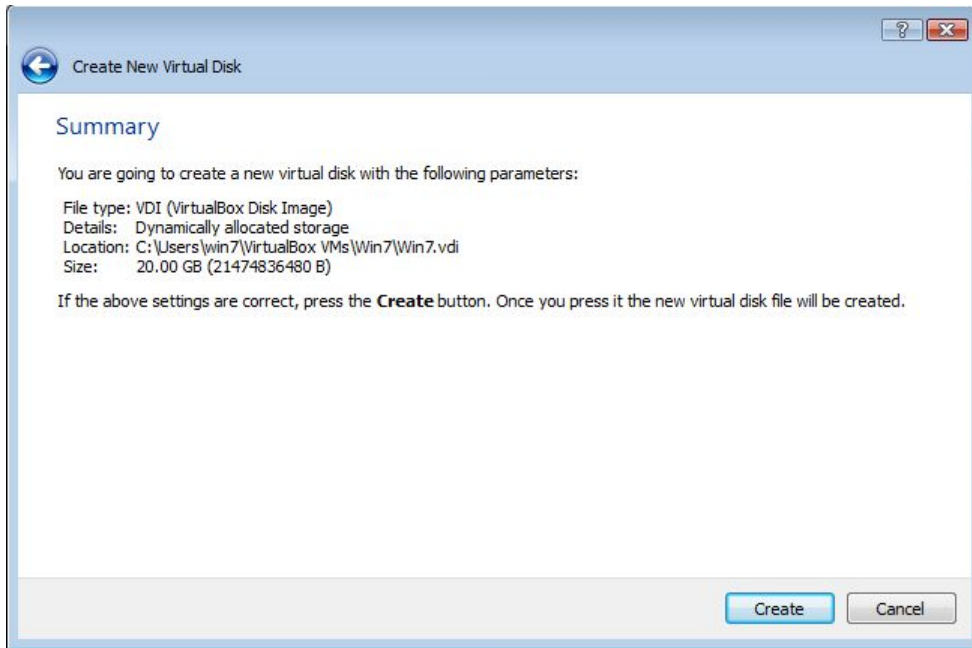 ?
Create New Virtual Disk
Summary
You are going to create a new virtual disk with the following parameters:
File type: VDI (VirtualBox Disk Image)
Details: Dynamically allocated storage
Location: C:\Users\win7\VirtualBox VMs\Win7\Win7.vdi
Size: 20.00 GB (21474836480 B)
If the above settings are correct, press the Create button. Once you press it the new virtual disk file will be created.
Create Cancel